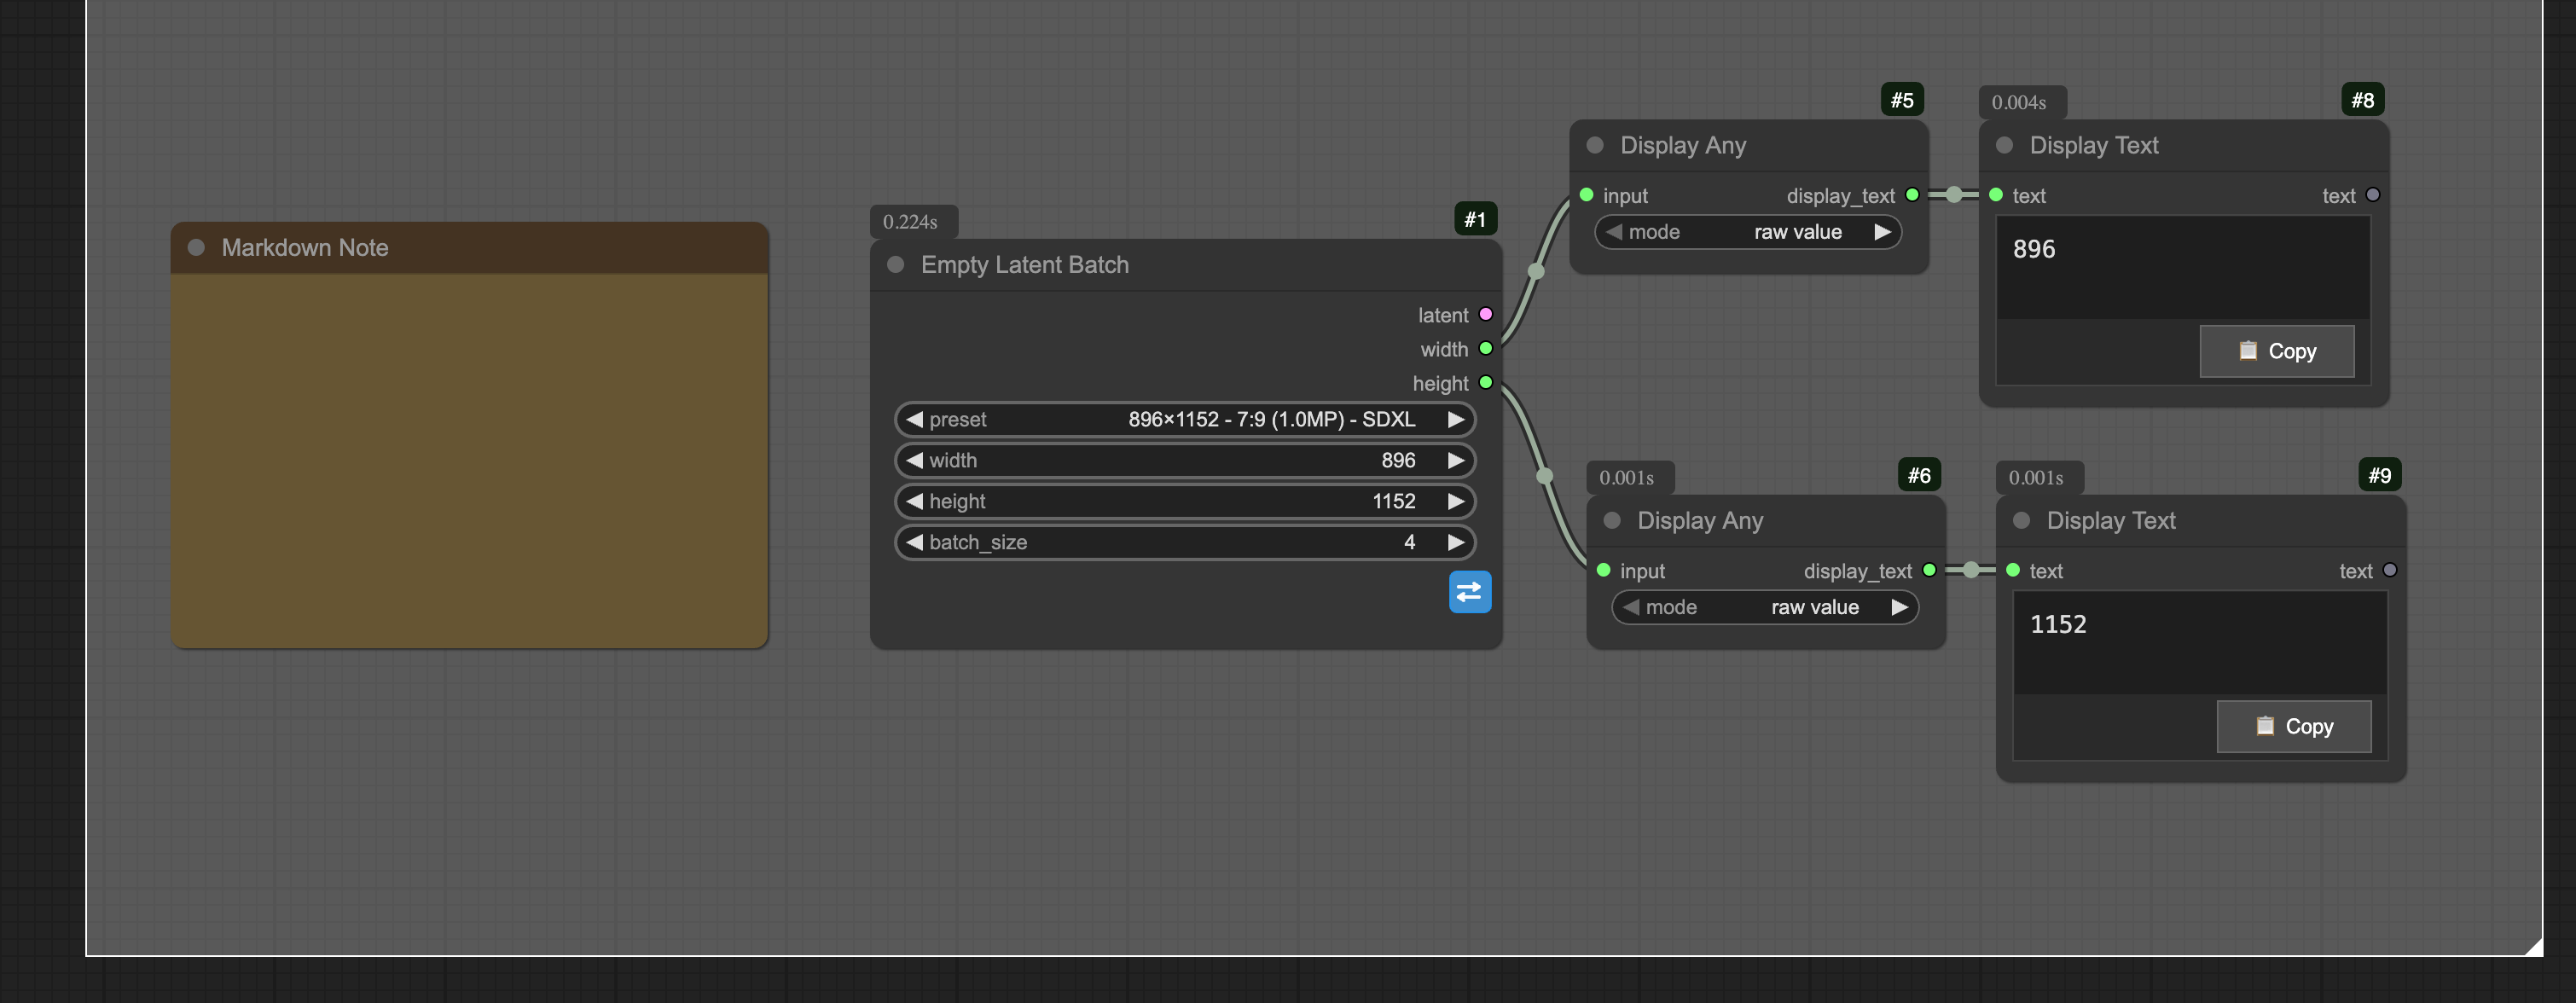 Markdown Note
0.224s
#1
Empty Latent Batch
latent
width
height
preset 896×1152 - 7:9 (1.0MP) - SDXL
width 896
height 1152
batch_size 4
#5
Display Any
input display_text
mode raw value
0.004s
#8
Display Text
text text
896
Copy
0.001s
#6
Display Any
input display_text
mode raw value
0.001s
#9
Display Text
text text
1152
Copy